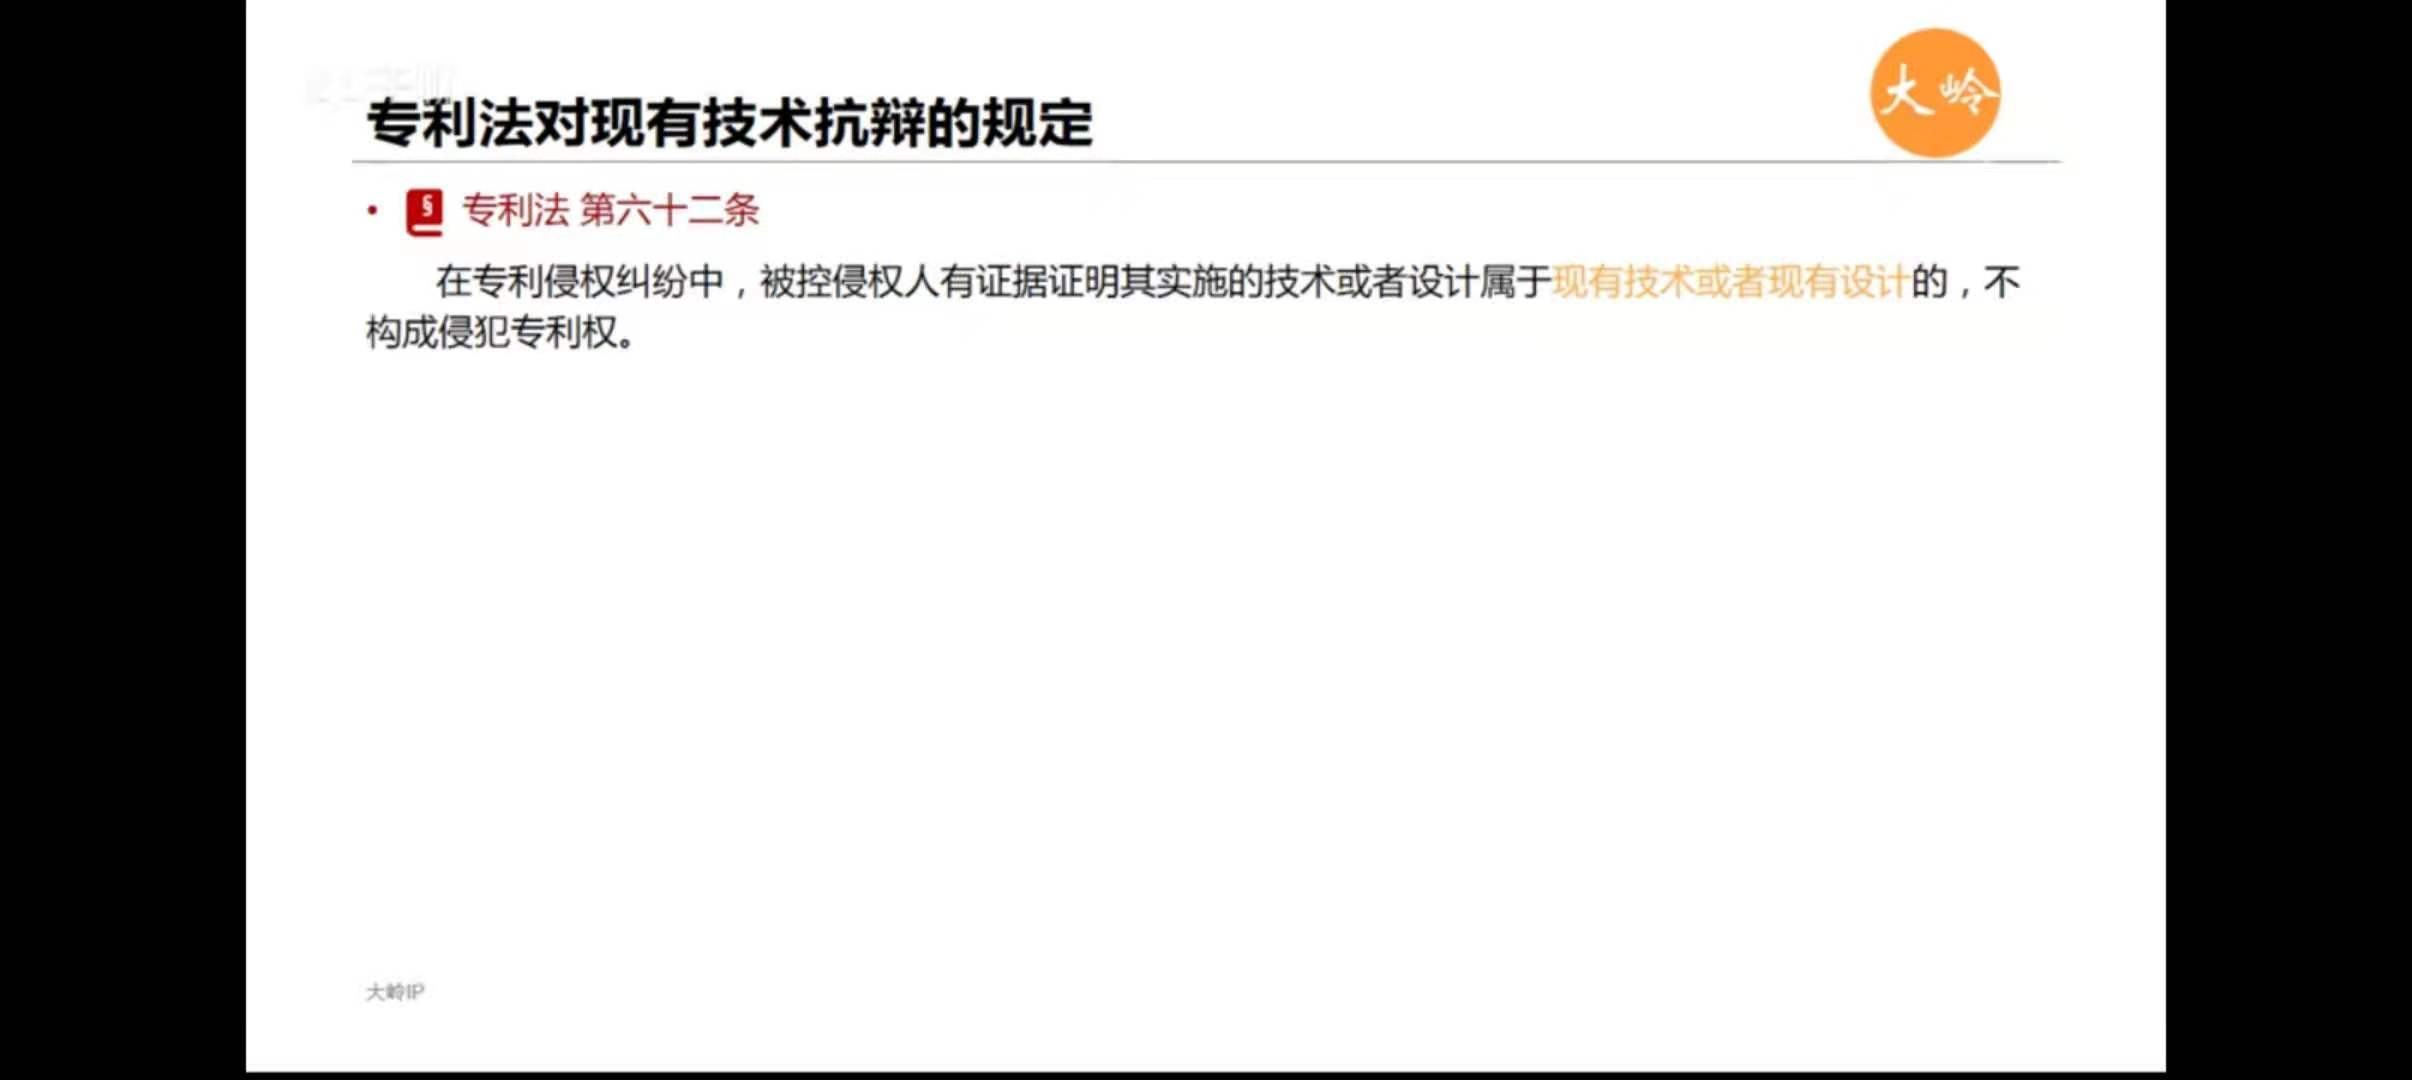 专利法对现有技术抗辩的规定
大岭
• § 专利法 第六十二条
在专利侵权纠纷中，被控侵权人有证据证明其实施的技术或者设计属于现有技术或者现有设计的，不
构成侵犯专利权。
大岭IP